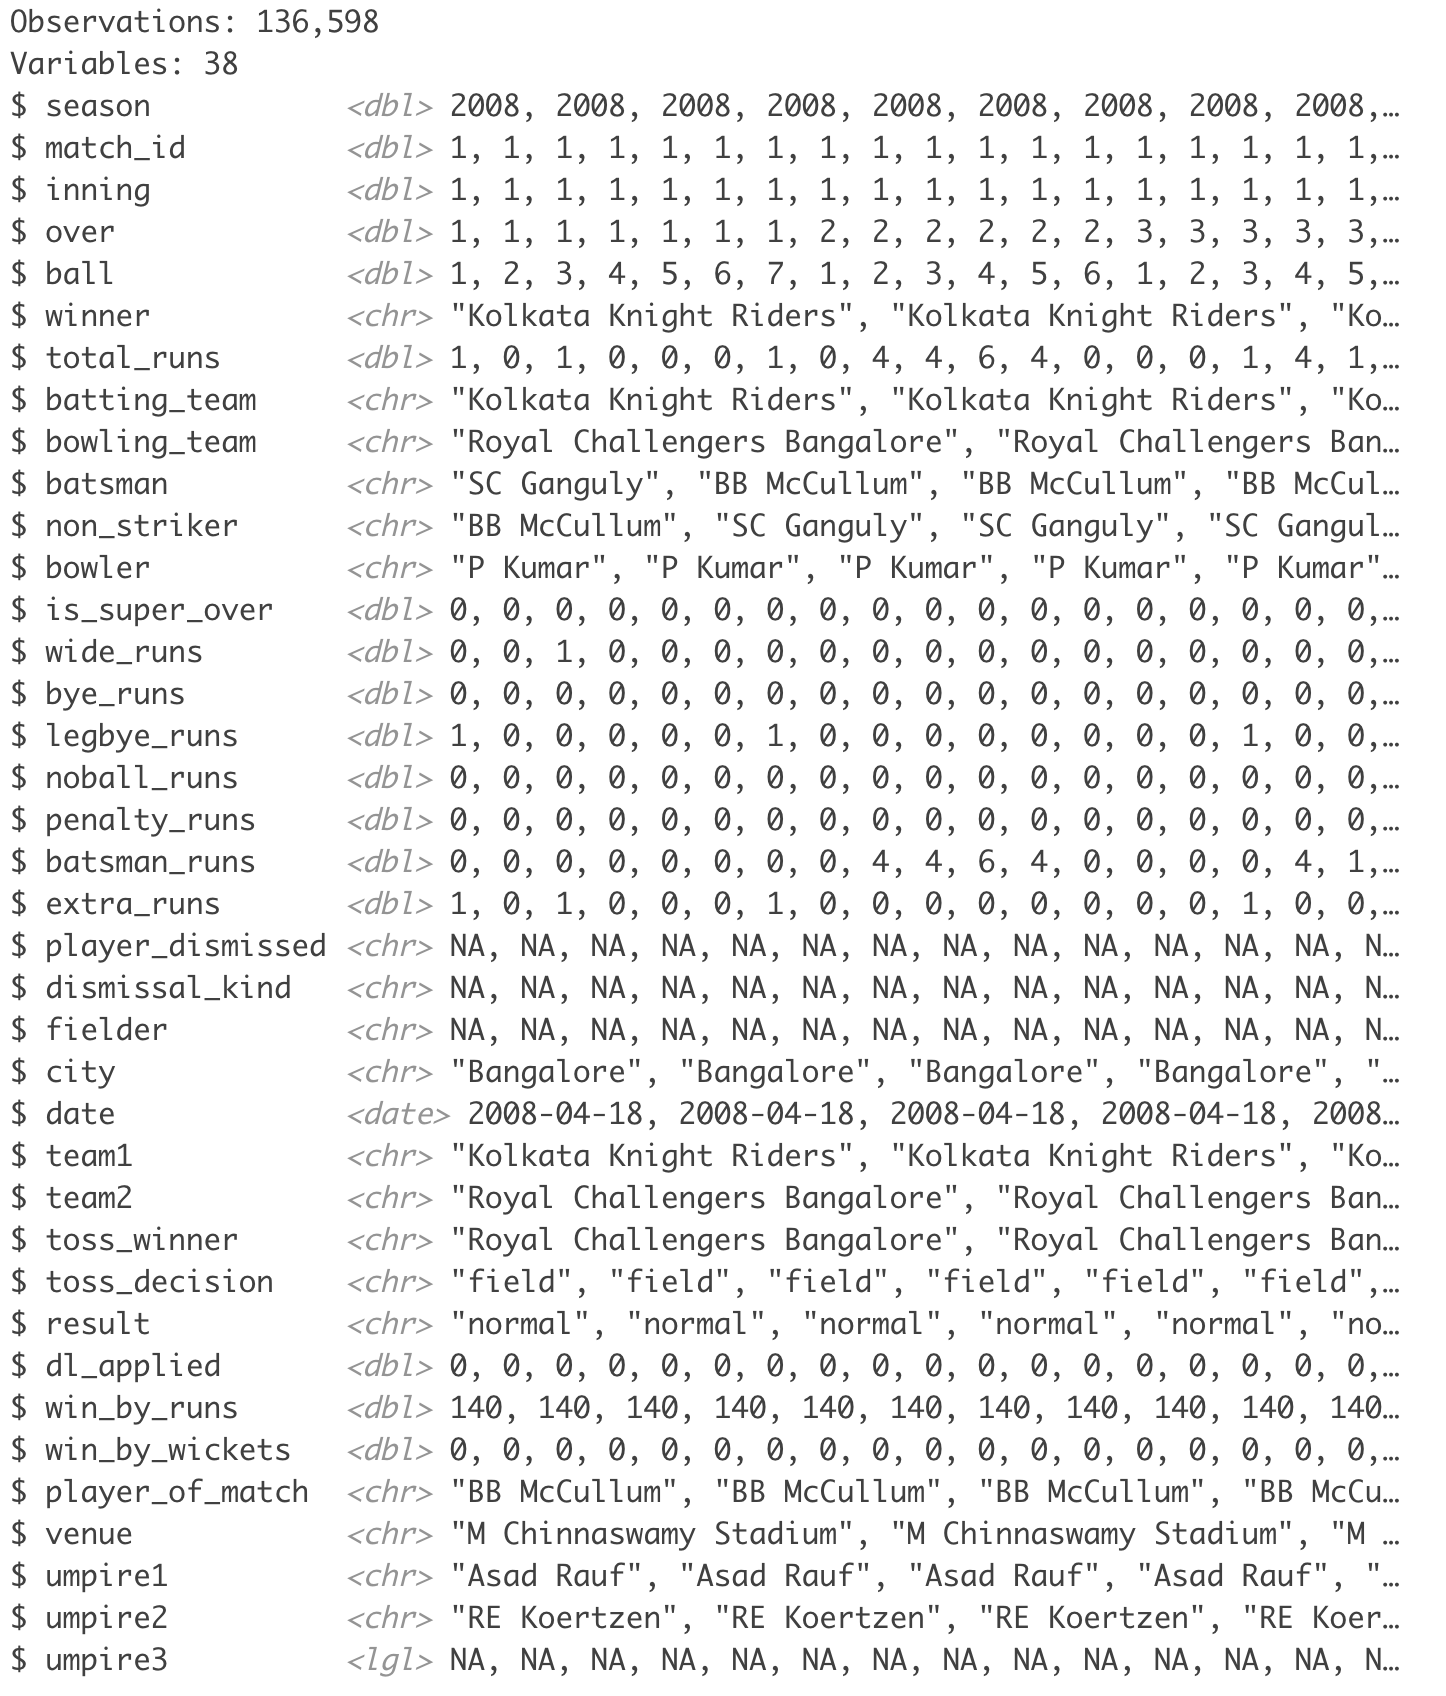 Observations: 136,598
Variables: 38
$ season <dbl> 2008, 2008, 2008, 2008, 2008, 2008, 2008, 2008, 2008,…
$ match_id <dbl> 1, 1, 1, 1, 1, 1, 1, 1, 1, 1, 1, 1, 1, 1, 1, 1, 1, 1,…
$ inning <dbl> 1, 1, 1, 1, 1, 1, 1, 1, 1, 1, 1, 1, 1, 1, 1, 1, 1, 1,…
$ over <dbl> 1, 1, 1, 1, 1, 1, 1, 2, 2, 2, 2, 2, 2, 3, 3, 3, 3, 3,…
$ ball <dbl> 1, 2, 3, 4, 5, 6, 7, 1, 2, 3, 4, 5, 6, 1, 2, 3, 4, 5,…
$ winner <chr> "Kolkata Knight Riders", "Kolkata Knight Riders", "Ko…
$ total_runs <dbl> 1, 0, 1, 0, 0, 0, 1, 0, 4, 4, 6, 4, 0, 0, 0, 1, 4, 1,…
$ batting_team <chr> "Kolkata Knight Riders", "Kolkata Knight Riders", "Ko…
$ bowling_team <chr> "Royal Challengers Bangalore", "Royal Challengers Ban…
$ batsman <chr> "SC Ganguly", "BB McCullum", "BB McCullum", "BB McCul…
$ non_striker <chr> "BB McCullum", "SC Ganguly", "SC Ganguly", "SC Gangul…
$ bowler <chr> "P Kumar", "P Kumar", "P Kumar", "P Kumar", "P Kumar"…
$ is_super_over <dbl> 0, 0, 0, 0, 0, 0, 0, 0, 0, 0, 0, 0, 0, 0, 0, 0, 0, 0,…
$ wide_runs <dbl> 0, 0, 1, 0, 0, 0, 0, 0, 0, 0, 0, 0, 0, 0, 0, 0, 0, 0,…
$ bye_runs <dbl> 0, 0, 0, 0, 0, 0, 0, 0, 0, 0, 0, 0, 0, 0, 0, 0, 0, 0,…
$ legbye_runs <dbl> 1, 0, 0, 0, 0, 0, 1, 0, 0, 0, 0, 0, 0, 0, 0, 1, 0, 0,…
$ noball_runs <dbl> 0, 0, 0, 0, 0, 0, 0, 0, 0, 0, 0, 0, 0, 0, 0, 0, 0, 0,…
$ penalty_runs <dbl> 0, 0, 0, 0, 0, 0, 0, 0, 0, 0, 0, 0, 0, 0, 0, 0, 0, 0,…
$ batsman_runs <dbl> 0, 0, 0, 0, 0, 0, 0, 0, 4, 4, 6, 4, 0, 0, 0, 0, 4, 1,…
$ extra_runs <dbl> 1, 0, 1, 0, 0, 0, 1, 0, 0, 0, 0, 0, 0, 0, 0, 1, 0, 0,…
$ player_dismissed <chr> NA, NA, NA, NA, NA, NA, NA, NA, NA, NA, NA, NA, NA, N…
$ dismissal_kind <chr> NA, NA, NA, NA, NA, NA, NA, NA, NA, NA, NA, NA, NA, N…
$ fielder <chr> NA, NA, NA, NA, NA, NA, NA, NA, NA, NA, NA, NA, NA, N…
$ city <chr> "Bangalore", "Bangalore", "Bangalore", "Bangalore", "…
$ date <date> 2008-04-18, 2008-04-18, 2008-04-18, 2008-04-18, 2008…
$ team1 <chr> "Kolkata Knight Riders", "Kolkata Knight Riders", "Ko…
$ team2 <chr> "Royal Challengers Bangalore", "Royal Challengers Ban…
$ toss_winner <chr> "Royal Challengers Bangalore", "Royal Challengers Ban…
$ toss_decision <chr> "field", "field", "field", "field", "field", "field",…
$ result <chr> "normal", "normal", "normal", "normal", "normal", "no…
$ dl_applied <dbl> 0, 0, 0, 0, 0, 0, 0, 0, 0, 0, 0, 0, 0, 0, 0, 0, 0, 0,…
$ win_by_runs <dbl> 140, 140, 140, 140, 140, 140, 140, 140, 140, 140, 140…
$ win_by_wickets <dbl> 0, 0, 0, 0, 0, 0, 0, 0, 0, 0, 0, 0, 0, 0, 0, 0, 0, 0,…
$ player_of_match <chr> "BB McCullum", "BB McCullum", "BB McCullum", "BB McCu…
$ venue <chr> "M Chinnaswamy Stadium", "M Chinnaswamy Stadium", "M …
$ umpire1 <chr> "Asad Rauf", "Asad Rauf", "Asad Rauf", "Asad Rauf", "…
$ umpire2 <chr> "RE Koertzen", "RE Koertzen", "RE Koertzen", "RE Koer…
$ umpire3 <lgl> NA, NA, NA, NA, NA, NA, NA, NA, NA, NA, NA, NA, NA, N…